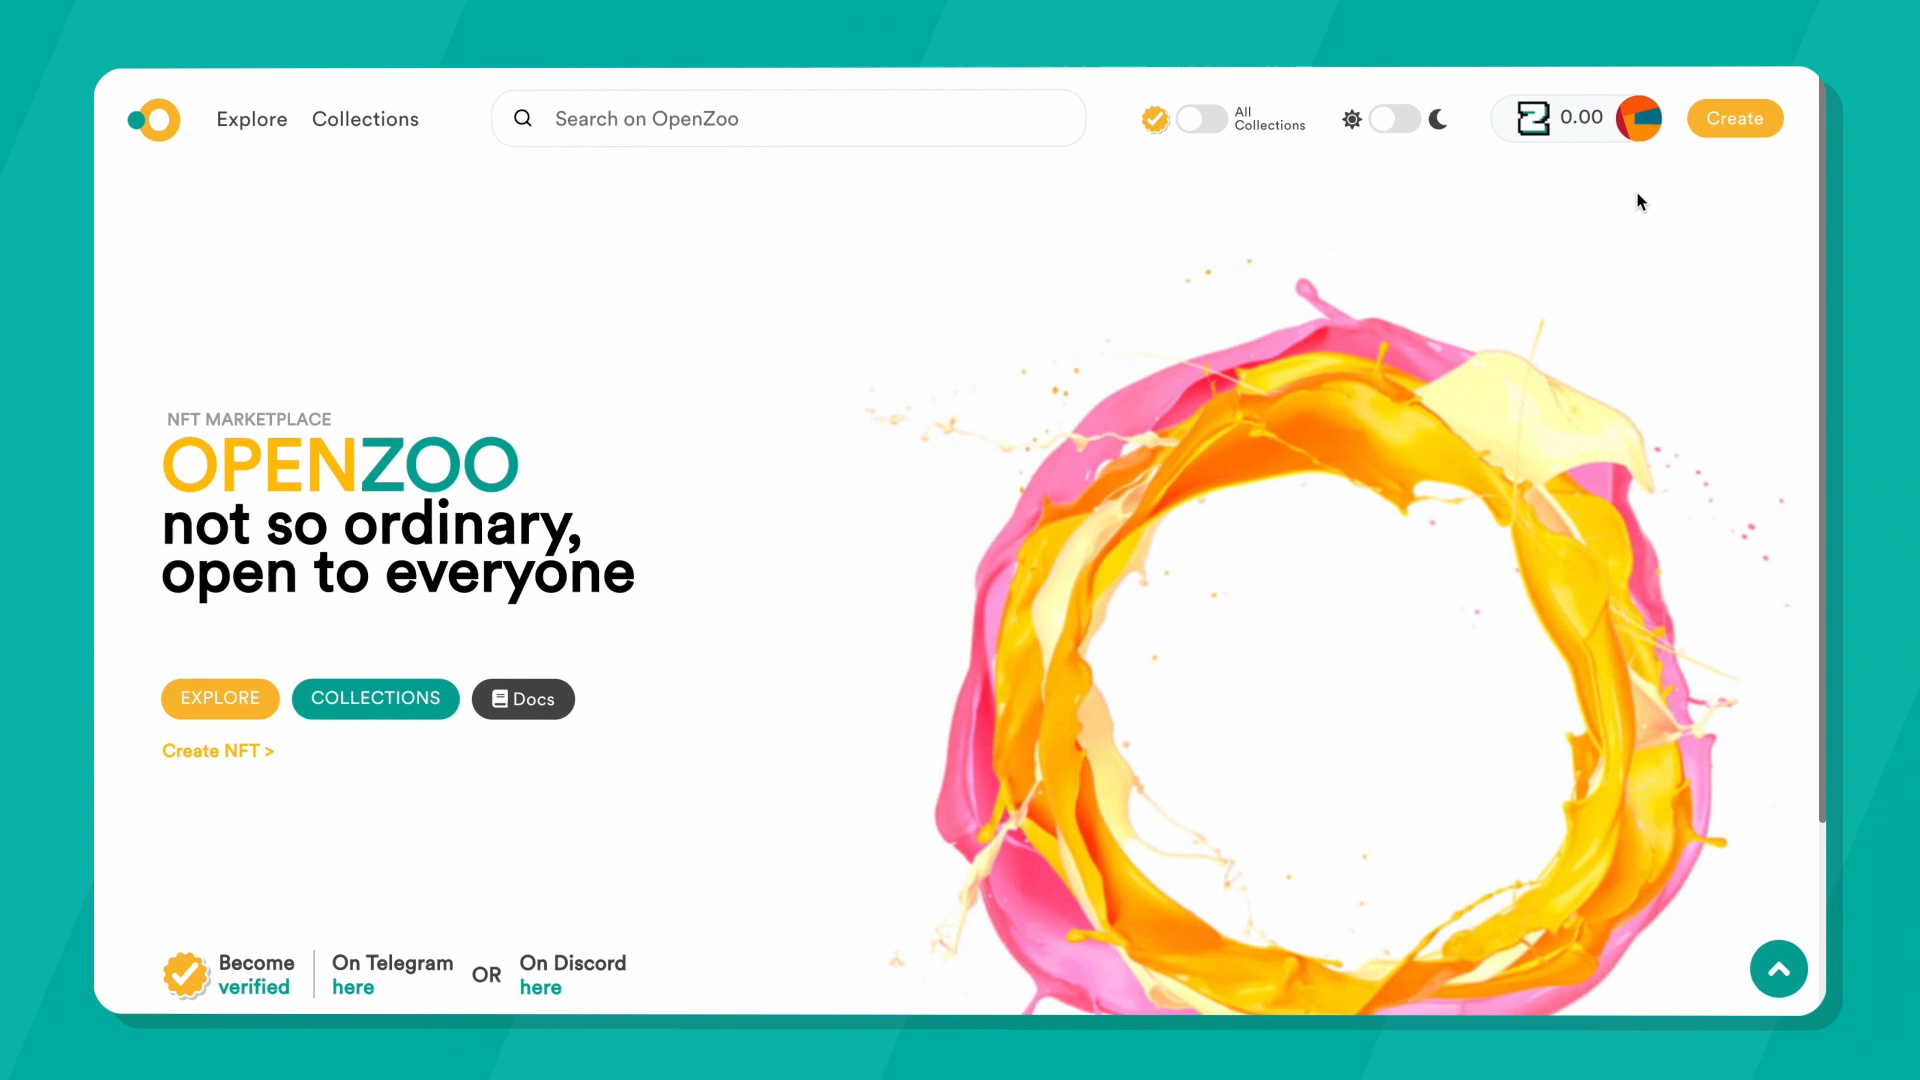 Explore
Collections
Search on OpenZoo
All
Collections
0.00
Create
NFT MARKETPLACE
OPENZOO
not so ordinary,
open to everyone
EXPLORE
COLLECTIONS
Docs
Create NFT >
Become
verified
On Telegram
here
OR
On Discord
here